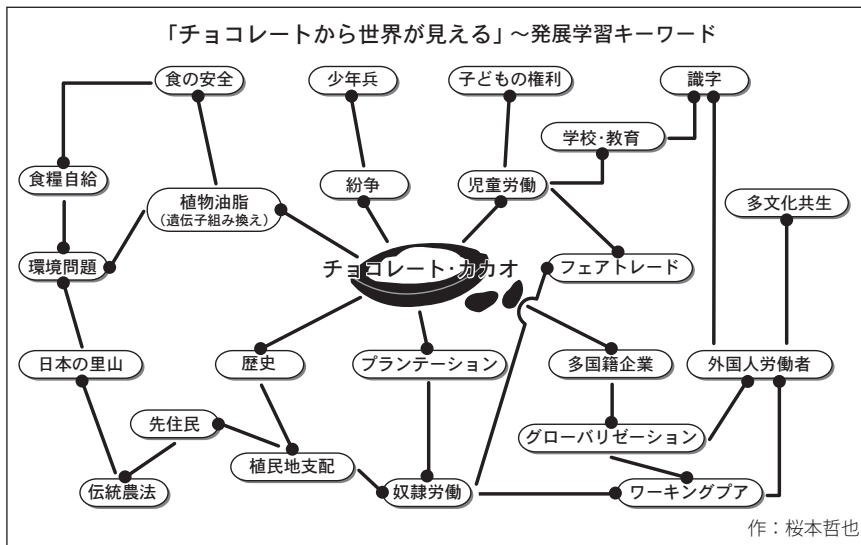 「チョコレートから世界が見える」～発展学習キーワード
食の安全
少年兵
子どもの権利
識字
学校･教育
食糧自給
植物油脂
（遺伝子組み換え）
紛争
児童労働
多文化共生
環境問題
チョコレート･カカオ
フェアトレード
日本の里山
歴史
プランテーション
多国籍企業
外国人労働者
先住民
グローバリゼーション
植民地支配
伝統農法
奴隷労働
ワーキングプア
作：桜本哲也